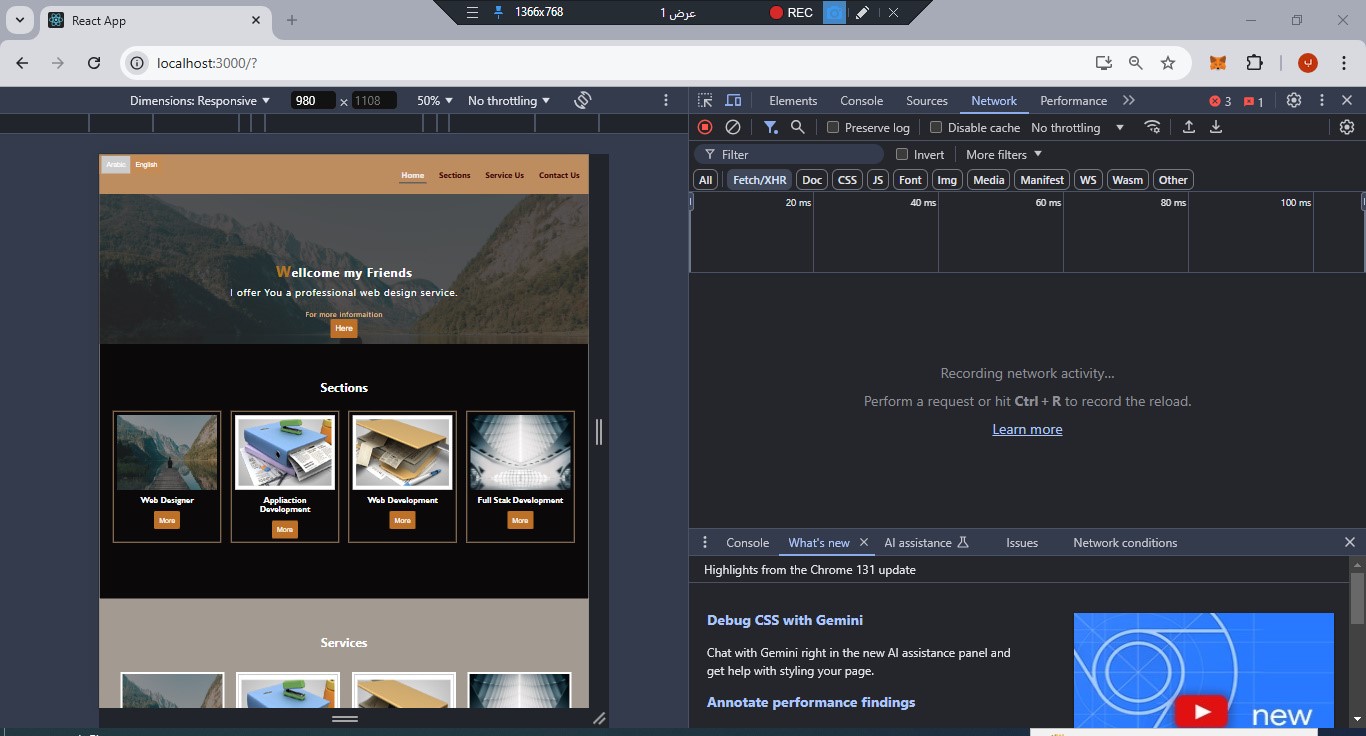 1366x768
عرض 1
REC
React App
localhost:3000/?
Dimensions: Responsive
980 × 1108
50%
No throttling
Arabic
English
Home
Sections
Service Us
Contact Us
Wellcome my Friends
I offer You a professional web design service.
For more informaition
Here
Sections
Web Designer
More
Appliaction
Development
More
Web Development
More
Full Stak Development
More
Services
Elements
Console
Sources
Network
Performance
3
1
Preserve log
Disable cache
No throttling
Filter
Invert
More filters
All
Fetch/XHR
Doc
CSS
JS
Font
Img
Media
Manifest
WS
Wasm
Other
20 ms
40 ms
60 ms
80 ms
100 ms
Recording network activity...
Perform a request or hit Ctrl + R to record the reload.
Learn more
Console
What's new
AI assistance
Issues
Network conditions
Highlights from the Chrome 131 update
Debug CSS with Gemini
Chat with Gemini right in the new AI assistance panel and
get help with styling your page.
Annotate performance findings
new